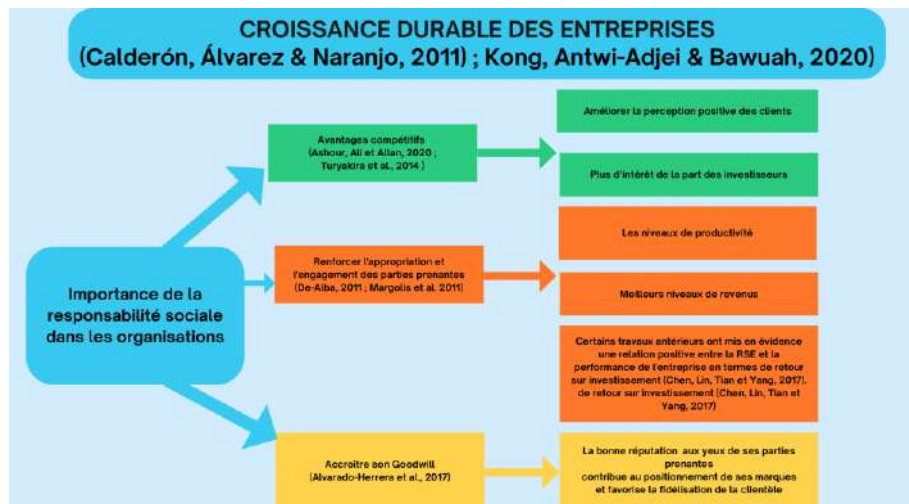 CROISSANCE DURABLE DES ENTREPRISES
(Calderón, Álvarez & Naranjo, 2011) ; Kong, Antwi-Adjei & Bawuah, 2020)
Importance de la
responsabilité sociale
dans les organisations
Avantages compétitifs
(Ashour, Ali et Allan, 2020 ;
Turyakira et al., 2014 )
Améliorer la perception positive des clients
Plus d'intérêt de la part des investisseurs
Renforcer l'appropriation et
l'engagement des parties prenantes
(De-Alba, 2011 ; Margolis et al. 2011)
Les niveaux de productivité
Meilleurs niveaux de revenus
Certains travaux antérieurs ont mis en évidence
une relation positive entre la RSE et la
performance de l'entreprise en termes de retour
sur investissement (Chen, Lin, Tian et Yang, 2017).
de retour sur investissement (Chen, Lin, Tian et
Yang, 2017)
Accroître son Goodwill
(Alvarado-Herrera et al., 2017)
La bonne réputation aux yeux de ses parties
prenantes
contribue au positionnement de ses marques
et favorise la fidélisation de la clientèle